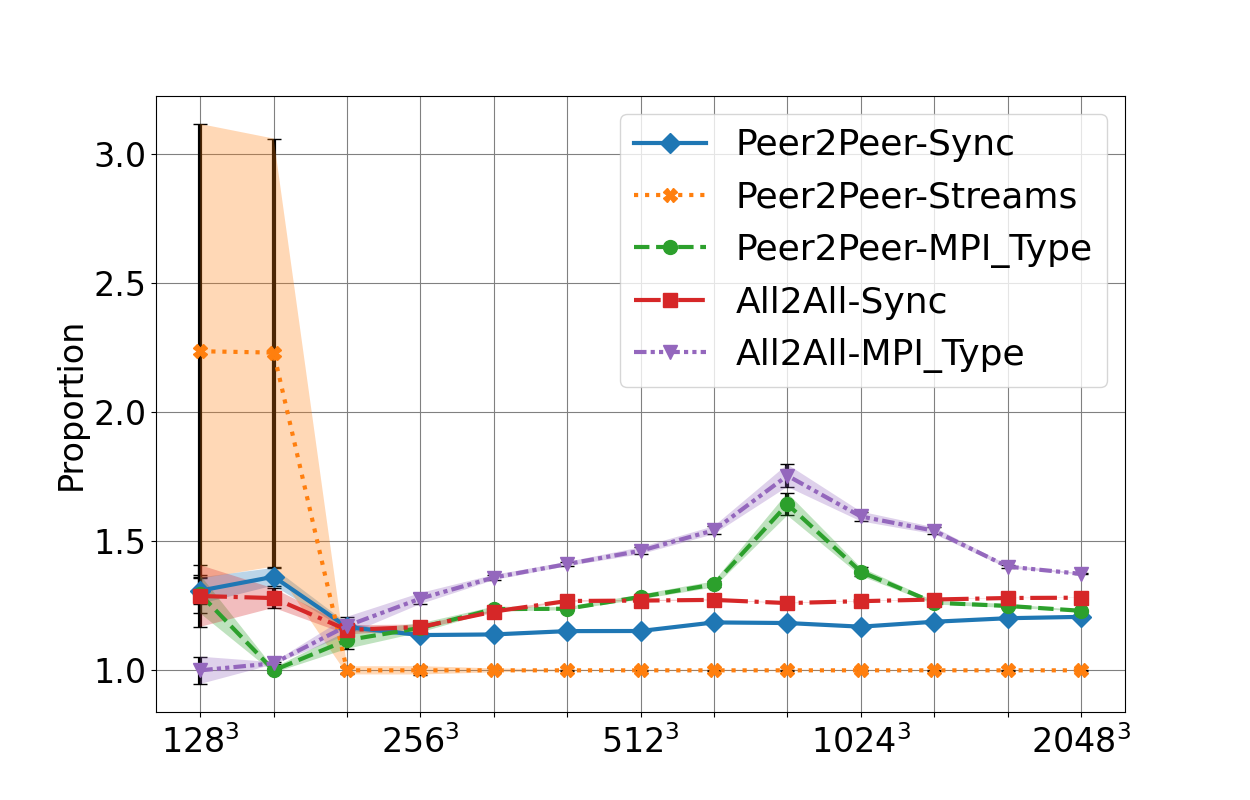 Proportion
3.0
2.5
2.0
1.5
1.0
128³
256³
512³
1024³
2048³
Peer2Peer-Sync
Peer2Peer-Streams
Peer2Peer-MPI_Type
All2All-Sync
All2All-MPI_Type